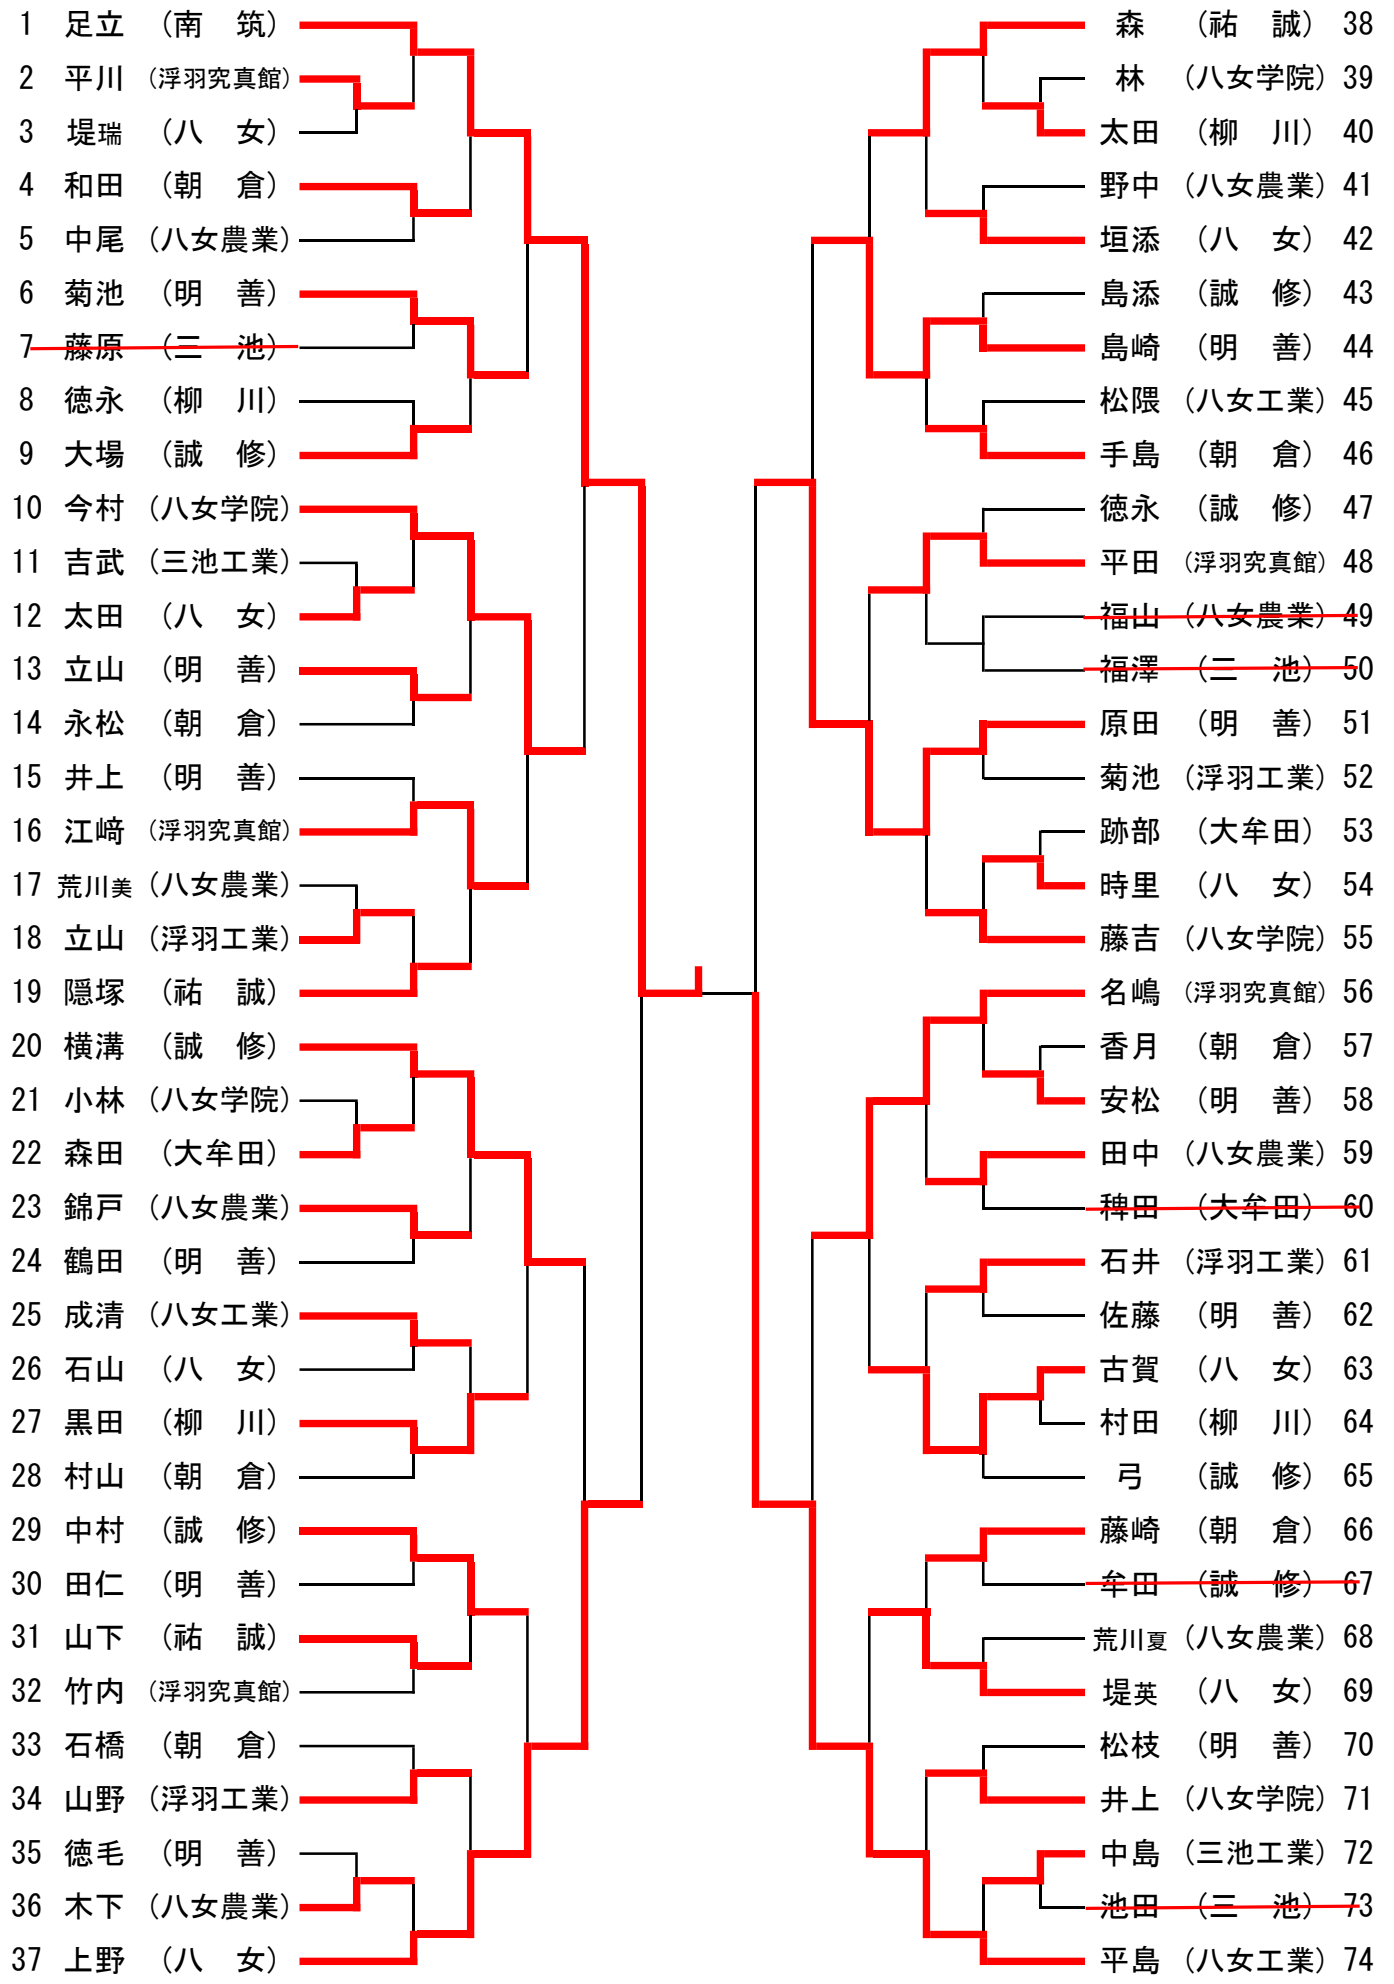 1 足立 （南　筑）
2 平川 （浮羽究真館）
3 堤瑞 （八　女）
4 和田 （朝　倉）
5 中尾 （八女農業）
6 菊池 （明　善）
7 藤原 （三　池）
8 徳永 （柳　川）
9 大場 （誠　修）
10 今村 （八女学院）
11 吉武 （三池工業）
12 太田 （八　女）
13 立山 （明　善）
14 永松 （朝　倉）
15 井上 （明　善）
16 江﨑 （浮羽究真館）
17 荒川美 （八女農業）
18 立山 （浮羽工業）
19 隠塚 （祐　誠）
20 横溝 （誠　修）
21 小林 （八女学院）
22 森田 （大牟田）
23 錦戸 （八女農業）
24 鶴田 （明　善）
25 成清 （八女工業）
26 石山 （八　女）
27 黒田 （柳　川）
28 村山 （朝　倉）
29 中村 （誠　修）
30 田仁 （明　善）
31 山下 （祐　誠）
32 竹内 （浮羽究真館）
33 石橋 （朝　倉）
34 山野 （浮羽工業）
35 徳毛 （明　善）
36 木下 （八女農業）
37 上野 （八　女）
森 （祐　誠） 38
林 （八女学院） 39
太田 （柳　川） 40
野中 （八女農業） 41
垣添 （八　女） 42
島添 （誠　修） 43
島崎 （明　善） 44
松隈 （八女工業） 45
手島 （朝　倉） 46
徳永 （誠　修） 47
平田 （浮羽究真館） 48
福山 （八女農業） 49
福澤 （三　池） 50
原田 （明　善） 51
菊池 （浮羽工業） 52
跡部 （大牟田） 53
時里 （八　女） 54
藤吉 （八女学院） 55
名嶋 （浮羽究真館） 56
香月 （朝　倉） 57
安松 （明　善） 58
田中 （八女農業） 59
稗田 （大牟田） 60
石井 （浮羽工業） 61
佐藤 （明　善） 62
古賀 （八　女） 63
村田 （柳　川） 64
弓 （誠　修） 65
藤崎 （朝　倉） 66
牟田 （誠　修） 67
荒川夏 （八女農業） 68
堤英 （八　女） 69
松枝 （明　善） 70
井上 （八女学院） 71
中島 （三池工業） 72
池田 （三　池） 73
平島 （八女工業） 74